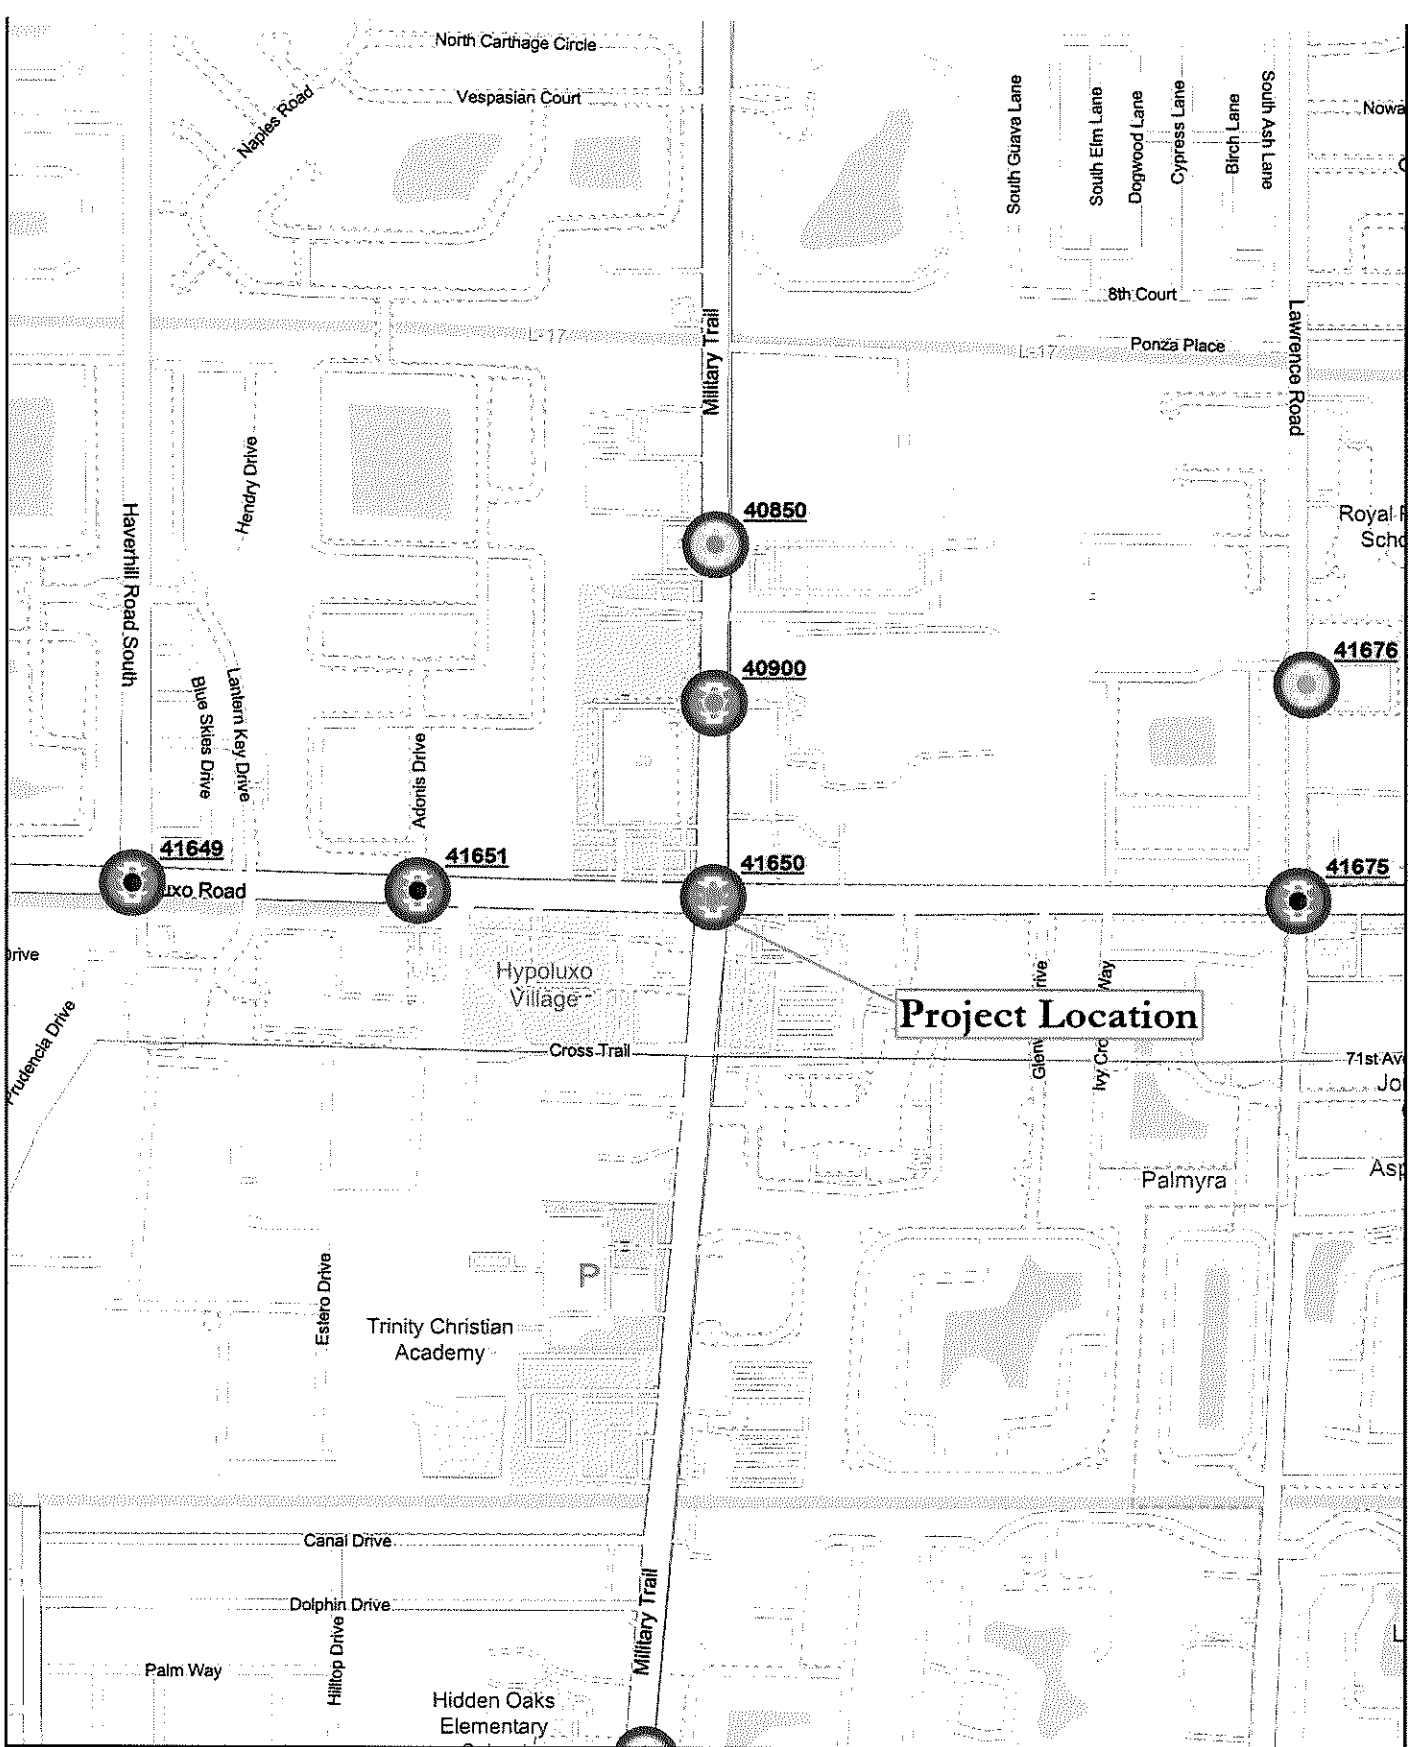 North Carthage Circle
Vespasian Court
Naples Road
South Guava Lane
South Elm Lane
Dogwood Lane
Cypress Lane
Birch Lane
South Ash Lane
8th Court
L-17
Military Trail
L-17
Ponza Place
Lawrence Road
Hendry Drive
Haverhill Road South
40850
Royal
40900
41676
Blue Skies Drive
Lantern Key Drive
Adonis Drive
41649
41651
41650
41675
uxo Road
Hypoluxo
Village
Project Location
Prudencia Drive
Cross Trail
71st Av
Palmyra
P
Estero Drive
Trinity Christian
Academy
Canal Drive
Dolphin Drive
Military Trail
Hilltop Drive
Palm Way
Hidden Oaks
Elementary